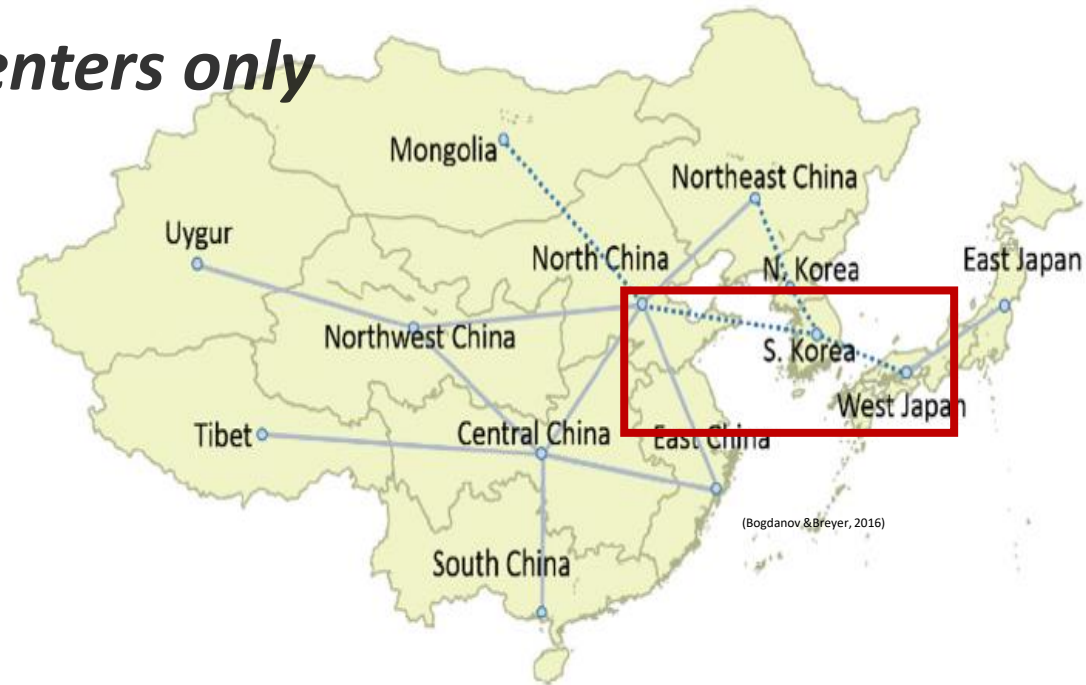 enters only
Mongolia
Northeast China
Uygur
North China
N. Korea
East Japan
Northwest China
S. Korea
West Japan
Tibet
Central China
East China
(Bogdanov &Breyer, 2016)
South China